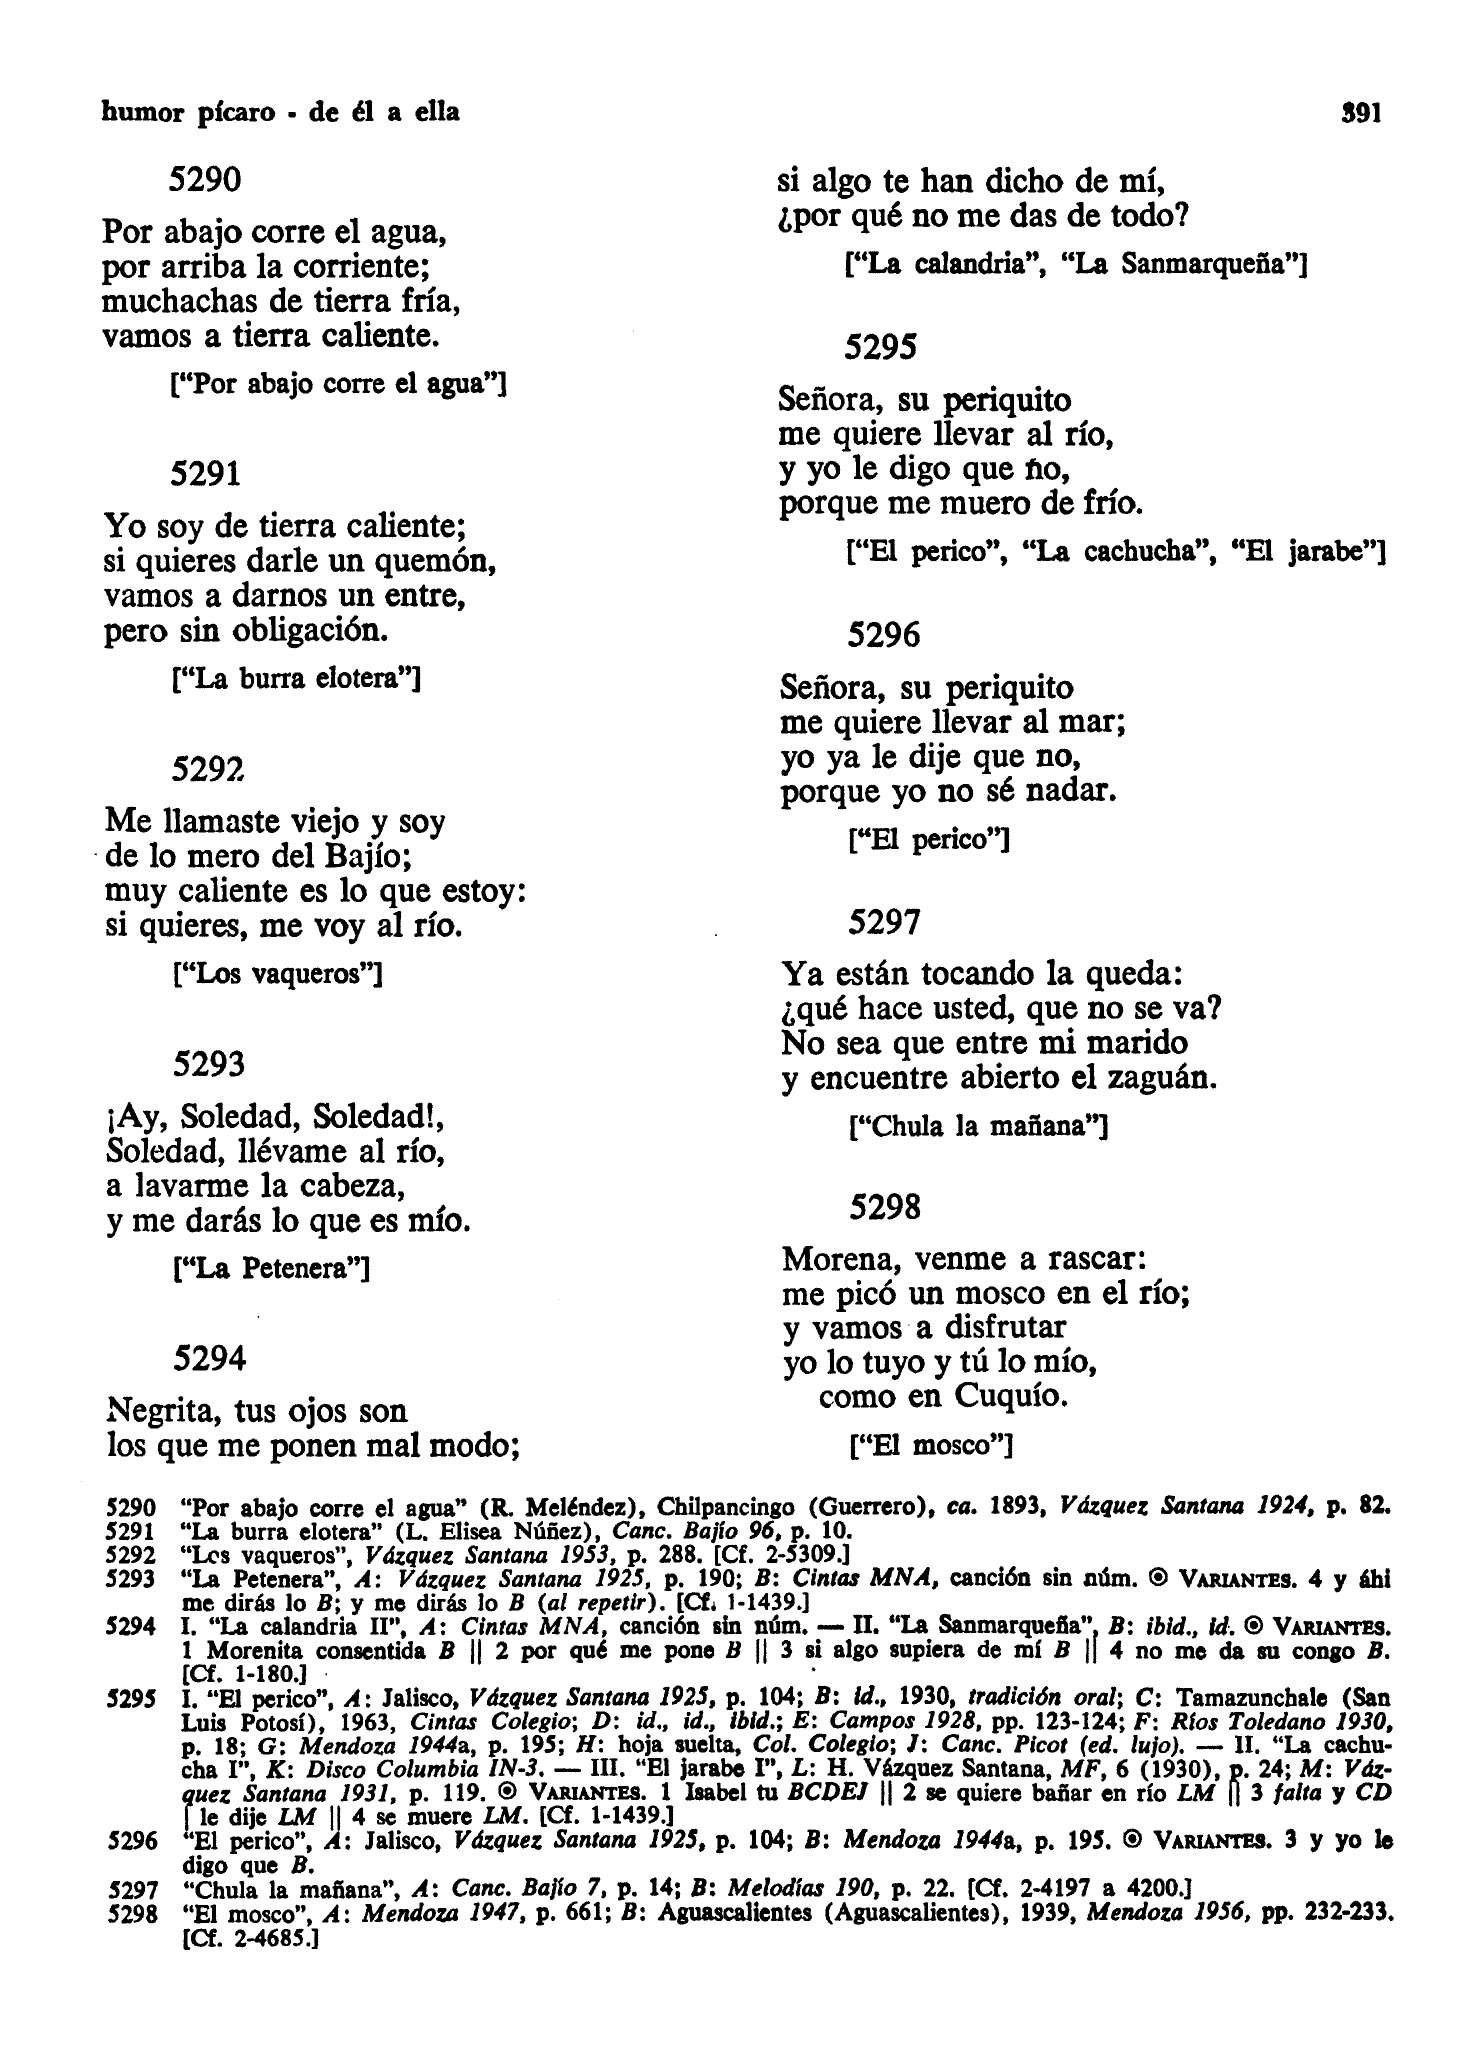 humor pícaro - de él a ella
391
5290
Por abajo corre el agua,
por arriba la corriente;
muchachas de tierra fría,
vamos a tierra caliente.
[“Por abajo corre el agua”]
5291
Yo soy de tierra caliente;
si quieres darle un quemón,
vamos a darnos un entre,
pero sin obligación.
[“La burra elotera”]
5292
Me llamaste viejo y soy
de lo mero del Bajío;
muy caliente es lo que estoy:
si quieres, me voy al río.
[“Los vaqueros”]
5293
¡Ay, Soledad, Soledad!,
Soledad, llévame al río,
a lavarme la cabeza,
y me darás lo que es mío.
[“La Petenera”]
5294
Negrita, tus ojos son
los que me ponen mal modo;
si algo te han dicho de mí,
¿por qué no me das de todo?
[“La calandria”, “La Sanmarqueña”]
5295
Señora, su periquito
me quiere llevar al río,
y yo le digo que no,
porque me muero de frío.
[“El perico”, “La cachucha”, “El jarabe”]
5296
Señora, su periquito
me quiere llevar al mar;
yo ya le dije que no,
porque yo no sé nadar.
[“El perico”]
5297
Ya están tocando la queda:
¿qué hace usted, que no se va?
No sea que entre mi marido
y encuentre abierto el zaguán.
[“Chula la mañana”]
5298
Morena, venme a rascar:
me picó un mosco en el río;
y vamos a disfrutar
yo lo tuyo y tú lo mío,
como en Cuquío.
[“El mosco”]
5290 “Por abajo corre el agua” (R. Meléndez), Chilpancingo (Guerrero), ca. 1893, Vázquez Santana 1924, p. 82.
5291 “La burra elotera” (L. Elisea Núñez), Canc. Bajío 96, p. 10.
5292 “Los vaqueros”, Vázquez Santana 1953, p. 288. [Cf. 2-5309.]
5293 “La Petenera”, A: Vázquez Santana 1925, p. 190; B: Cintas MNA, canción sin núm. ⊙ VARIANTES. 4 y áhi
me dirás lo B; y me dirás lo B (al repetir). [Cf. 1-1439.]
5294 I. “La calandria II”, A: Cintas MNA, canción sin núm. — II. “La Sanmarqueña”, B: ibid., id. ⊙ VARIANTES.
1 Morenita consentida B || 2 por qué me pone B || 3 si algo supiera de mí B || 4 no me da su congo B.
[Cf. 1-180.]
5295 I. “El perico”, A: Jalisco, Vázquez Santana 1925, p. 104; B: id., 1930, tradición oral; C: Tamazunchale (San
Luis Potosí), 1963, Cintas Colegio; D: id., id., ibid.; E: Campos 1928, pp. 123-124; F: Ríos Toledano 1930,
p. 18; G: Mendoza 1944a, p. 195; H: hoja suelta, Col. Colegio; J: Canc. Picot (ed. lujo). — II. “La cachu-
cha I”, K: Disco Columbia IN-3. — III. “El jarabe I”, L: H. Vázquez Santana, MF, 6 (1930), p. 24; M: Váz-
quez Santana 1931, p. 119. ⊙ VARIANTES. 1 Isabel tu BCDEJ || 2 se quiere bañar en río LM || 3 falta y CD
| le dije LM || 4 se muere LM. [Cf. 1-1439.]
5296 “El perico”, A: Jalisco, Vázquez Santana 1925, p. 104; B: Mendoza 1944a, p. 195. ⊙ VARIANTES. 3 y yo le
digo que B.
5297 “Chula la mañana”, A: Canc. Bajío 7, p. 14; B: Melodías 190, p. 22. [Cf. 2-4197 a 4200.]
5298 “El mosco”, A: Mendoza 1947, p. 661; B: Aguascalientes (Aguascalientes), 1939, Mendoza 1956, pp. 232-233.
[Cf. 2-4685.]